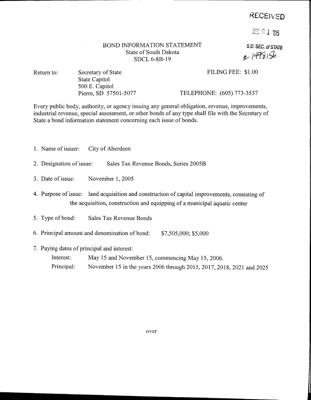 RECEIVED
DEC 01 '05
S.D. SEC. of STATE
BOND INFORMATION STATEMENT
State of South Dakota
SDCL 6-8B-19
Return to: Secretary of State FILING FEE: $1.00
State Capitol
500 E. Capitol
Pierre, SD 57501-5077 TELEPHONE: (605) 773-3537
Every public body, authority, or agency issuing any general obligation, revenue, improvements,
industrial revenue, special assessment, or other bonds of any type shall file with the Secretary of
State a bond information statement concerning each issue of bonds.
1. Name of issuer: City of Aberdeen
2. Designation of issue: Sales Tax Revenue Bonds, Series 2005B
3. Date of issue: November 1, 2005
4. Purpose of issue: land acquisition and construction of capital improvements, consisting of
the acquisition, construction and equipping of a municipal aquatic center
5. Type of bond: Sales Tax Revenue Bonds
6. Principal amount and denomination of bond: $7,505,000; $5,000
7. Paying dates of principal and interest:
Interest: May 15 and November 15, commencing May 15, 2006.
Principal: November 15 in the years 2006 through 2015, 2017, 2018, 2021 and 2025
over